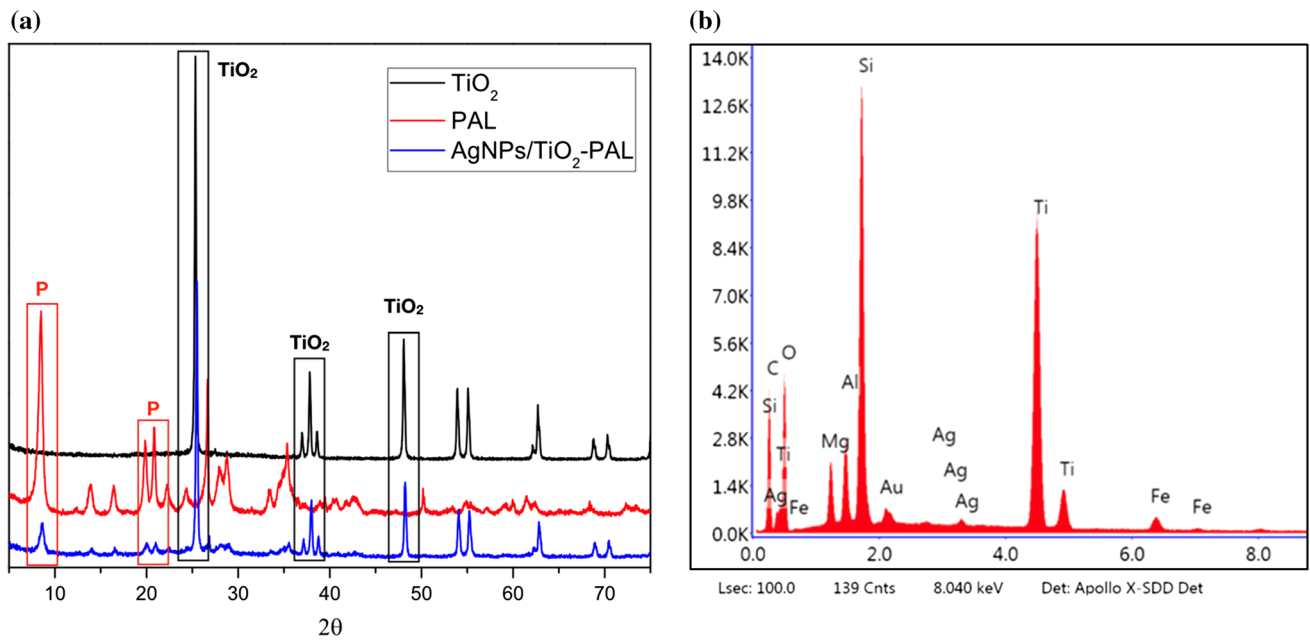 (a)
TiO₂
TiO₂
PAL
AgNPs/TiO₂-PAL
P
TiO₂
TiO₂
P
10
20
30
40
50
60
70
2θ
(b)
14.0K
12.6K
11.2K
9.8K
8.4K
7.0K
5.6K
4.2K
2.8K
1.4K
0.0K
Si
Ti
O
C
Al
Si
Ag
Mg
Ti
Ag
Ti
Au
Ag
Ag
Fe
Fe
Fe
0.0
2.0
4.0
6.0
8.0
Lsec: 100.0 139 Cnts 8.040 keV Det: Apollo X-SDD Det